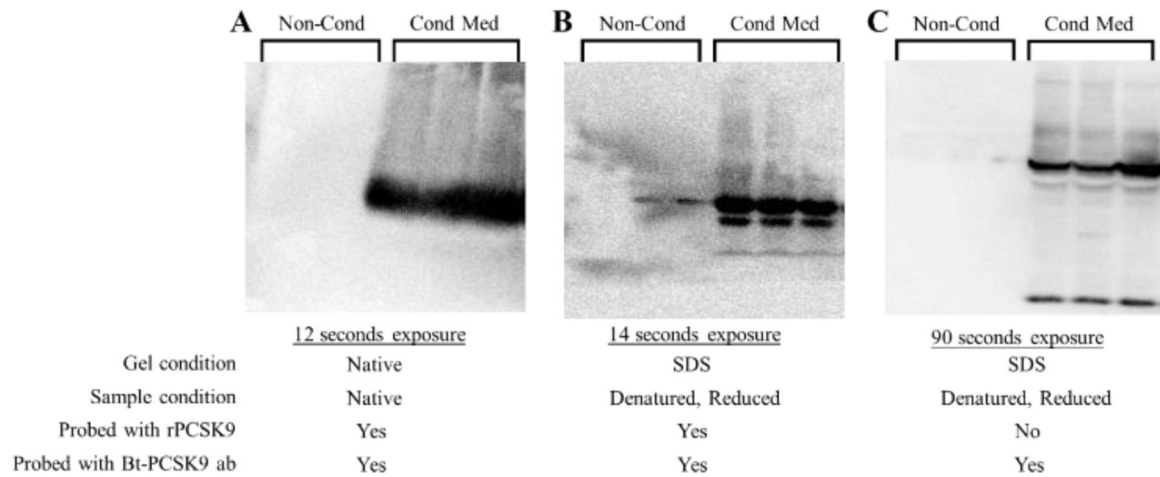 A Non-Cond Cond Med B Non-Cond Cond Med C Non-Cond Cond Med
12 seconds exposure 14 seconds exposure 90 seconds exposure
Gel condition Native SDS SDS
Sample condition Native Denatured, Reduced Denatured, Reduced
Probed with rPCSK9 Yes Yes No
Probed with Bt-PCSK9 ab Yes Yes Yes